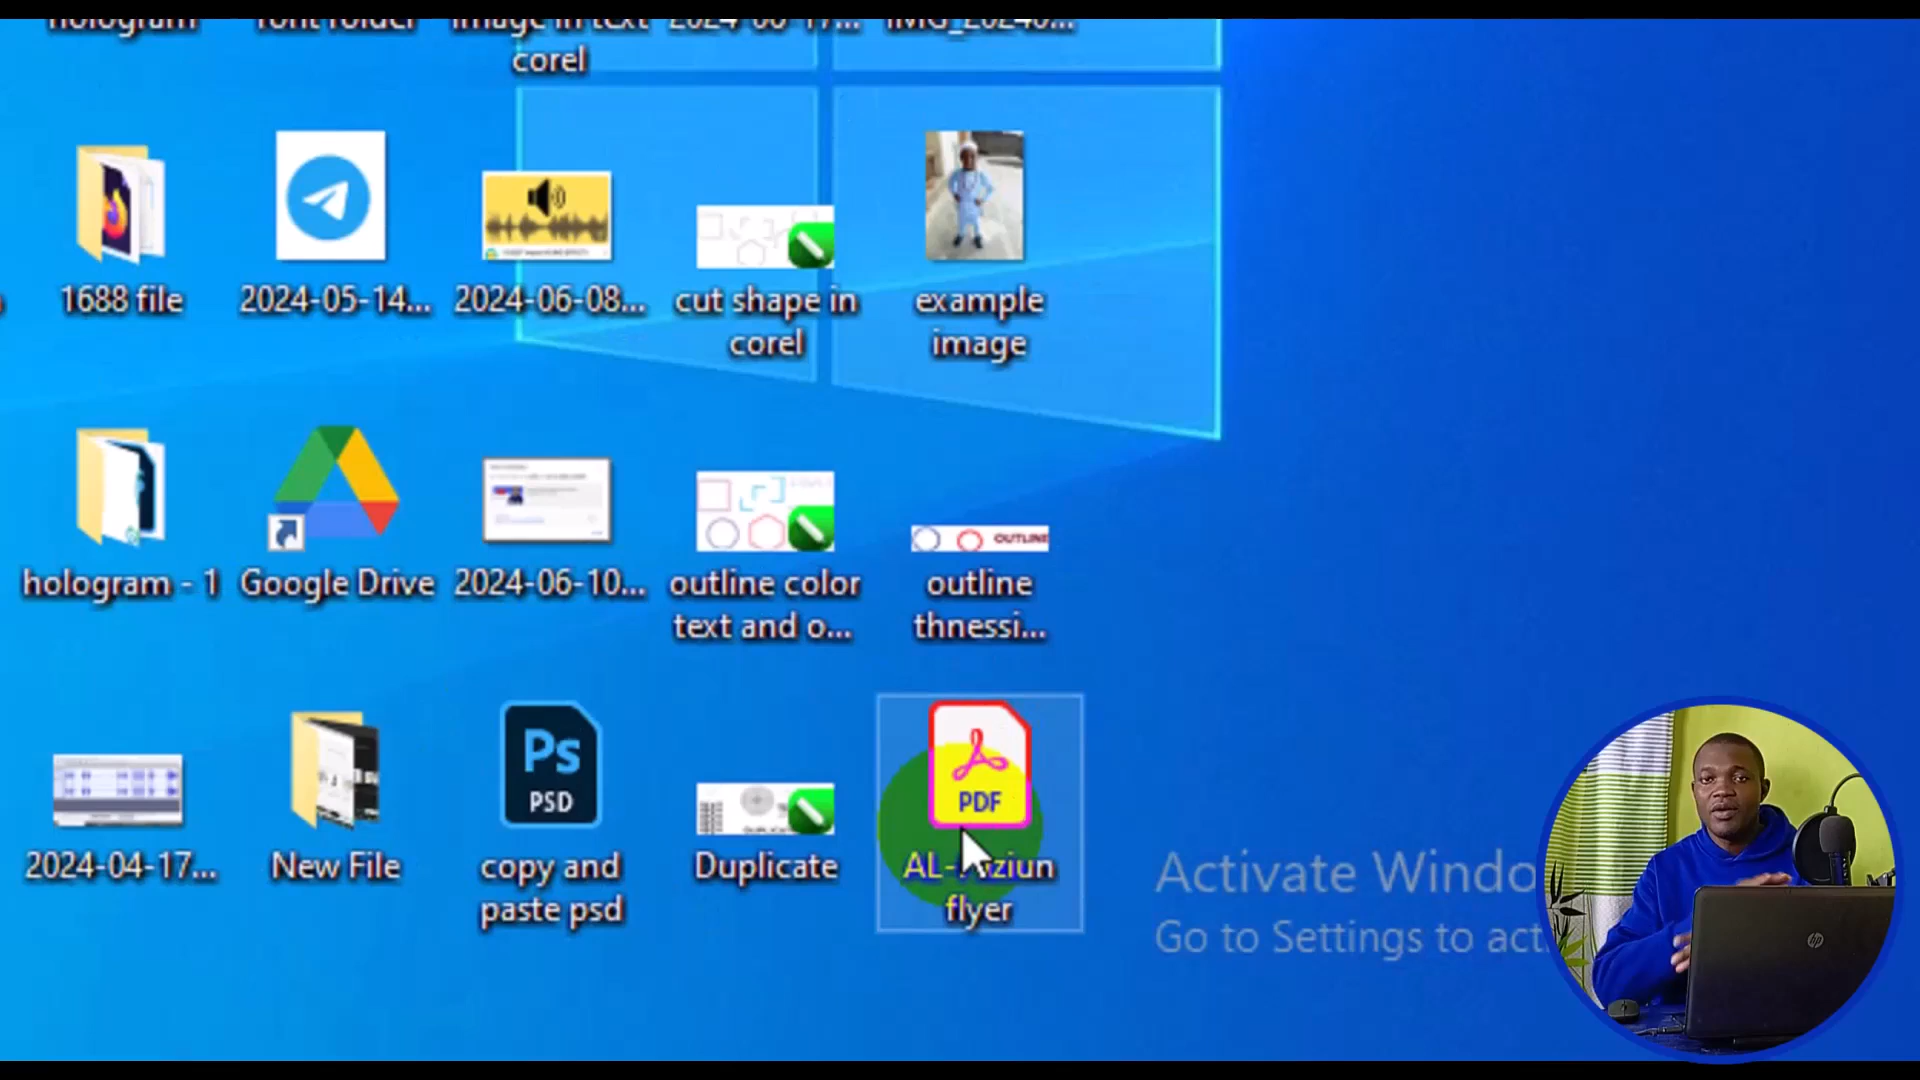 hologram
font folder
image in text
corel
2024-06-17...
IMG_20240...
1688 file
2024-05-14...
2024-06-08...
cut shape in
corel
example
image
hologram - 1
Google Drive
2024-06-10...
outline color
text and o...
OUTLINE
outline
thnessi...
2024-04-17...
New File
Ps
PSD
copy and
paste psd
Duplicate
PDF
flyer
Activate Windo
Go to Settings to act
hp